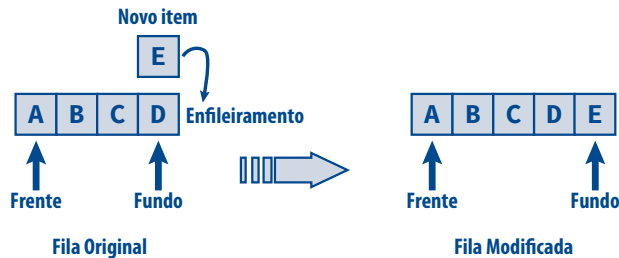 Novo item
E
A B C D
Enfileiramento
Frente
Fundo
Fila Original
A B C D E
Frente
Fundo
Fila Modificada